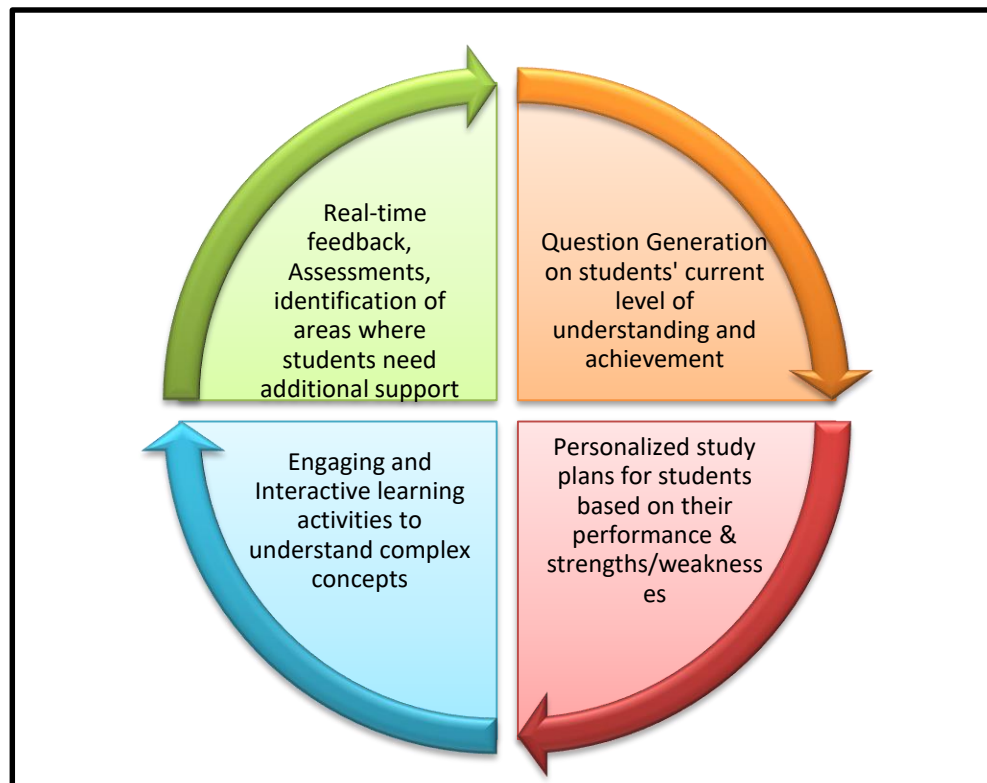 Real-time
feedback,
Assessments,
identification of
areas where
students need
additional support
Question Generation
on students' current
level of
understanding and
achievement
Engaging and
Interactive learning
activities to
understand complex
concepts
Personalized study
plans for students
based on their
performance &
strengths/weakness
es